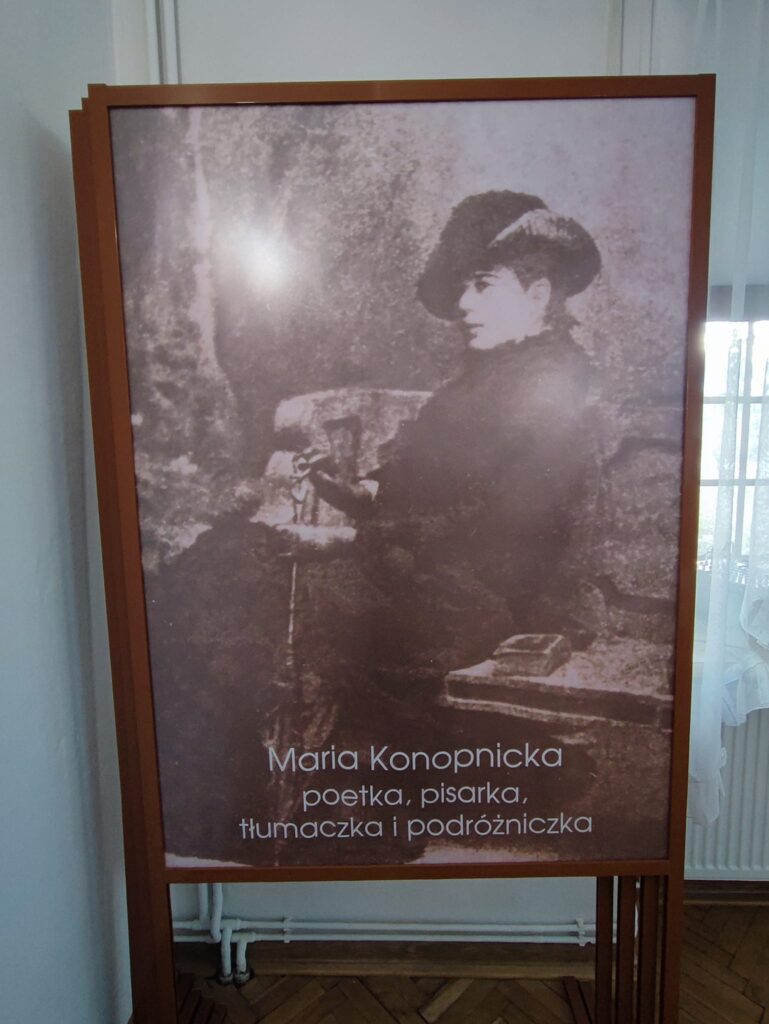 Maria Konopnicka
poetka, pisarka,
tłumaczka i podróżniczka